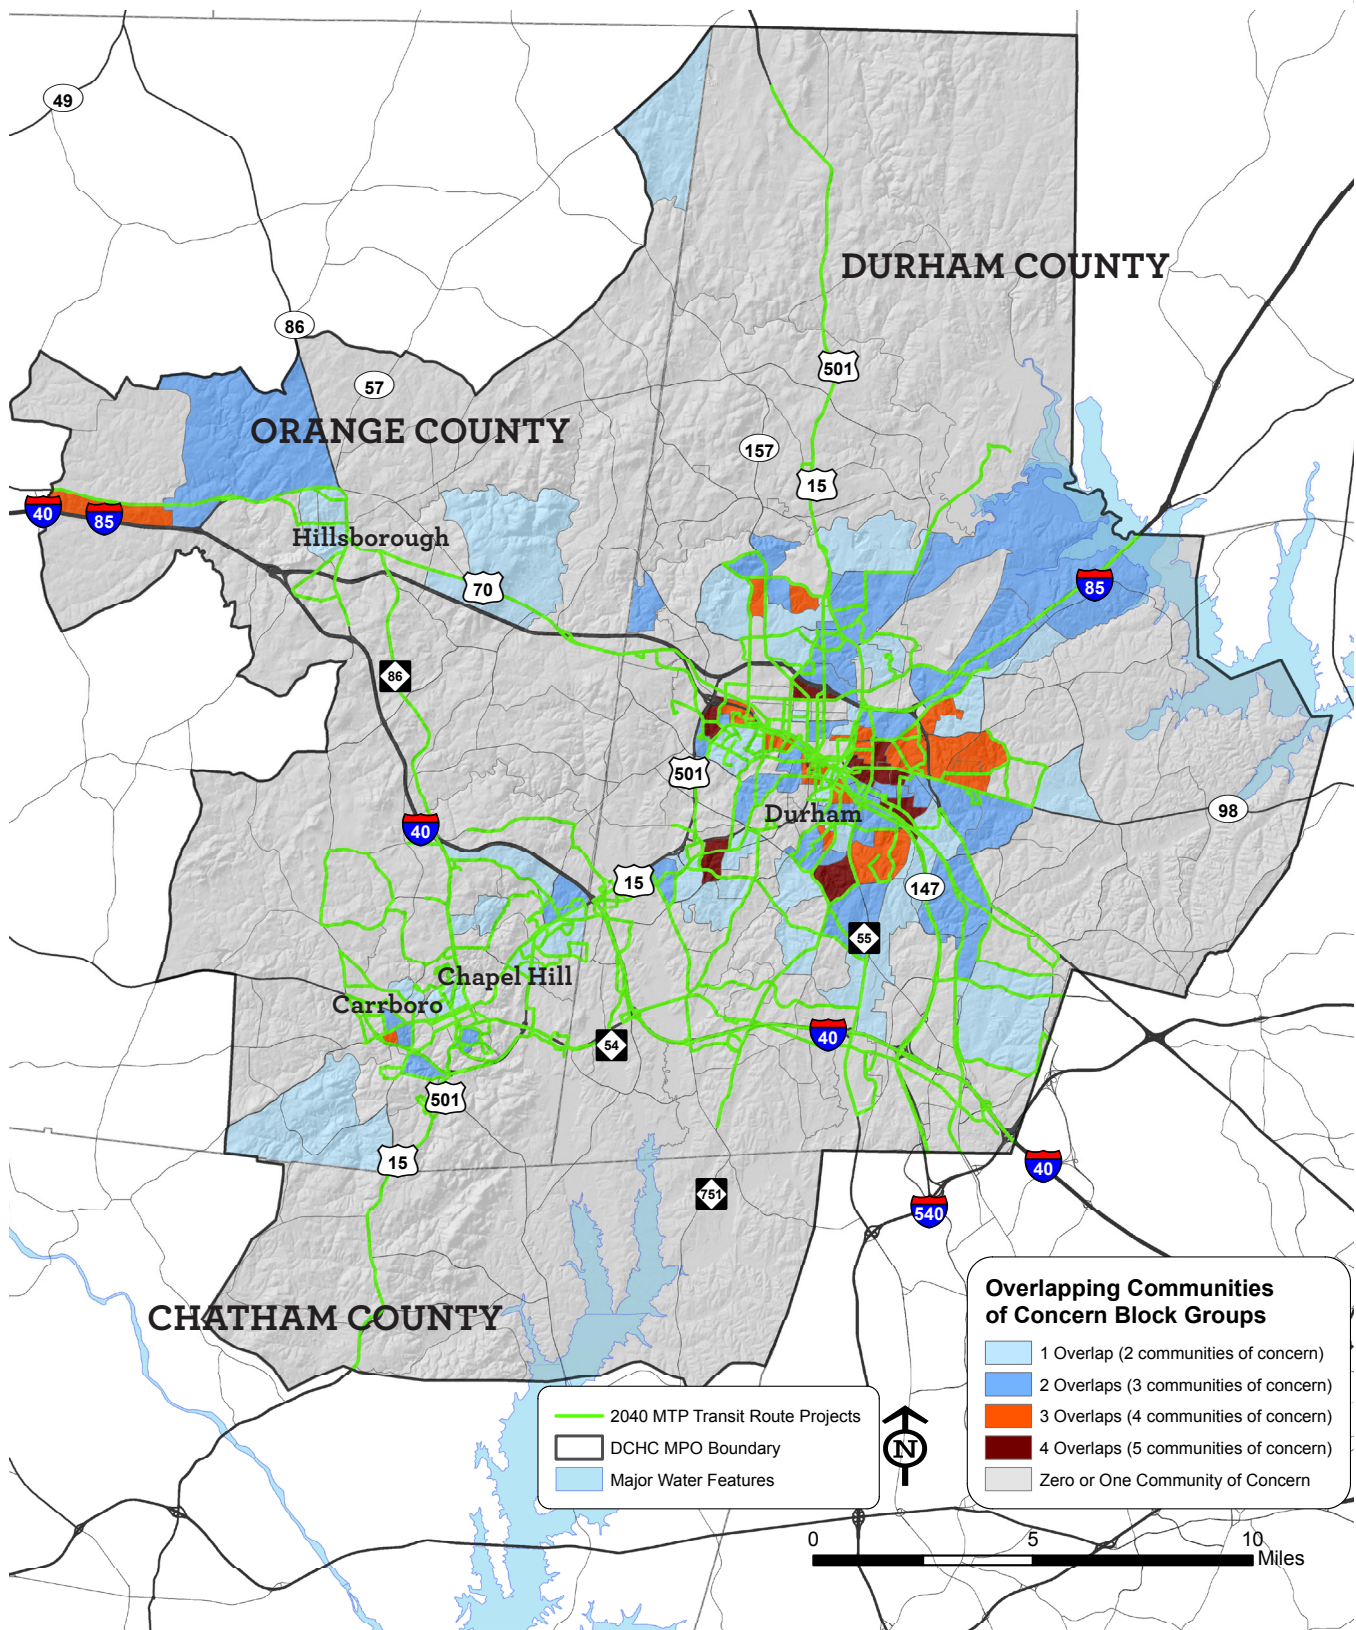 49
DURHAM COUNTY
86
57
501
ORANGE COUNTY
157
15
40
85
Hillsborough
70
85
86
501
98
Durham
40
15
147
55
Chapel Hill
Carrboro
54
40
501
15
40
751
540
CHATHAM COUNTY
Overlapping Communities
of Concern Block Groups
1 Overlap (2 communities of concern)
2 Overlaps (3 communities of concern)
3 Overlaps (4 communities of concern)
4 Overlaps (5 communities of concern)
Zero or One Community of Concern
2040 MTP Transit Route Projects
DCHC MPO Boundary
Major Water Features
N
0 5 10
Miles